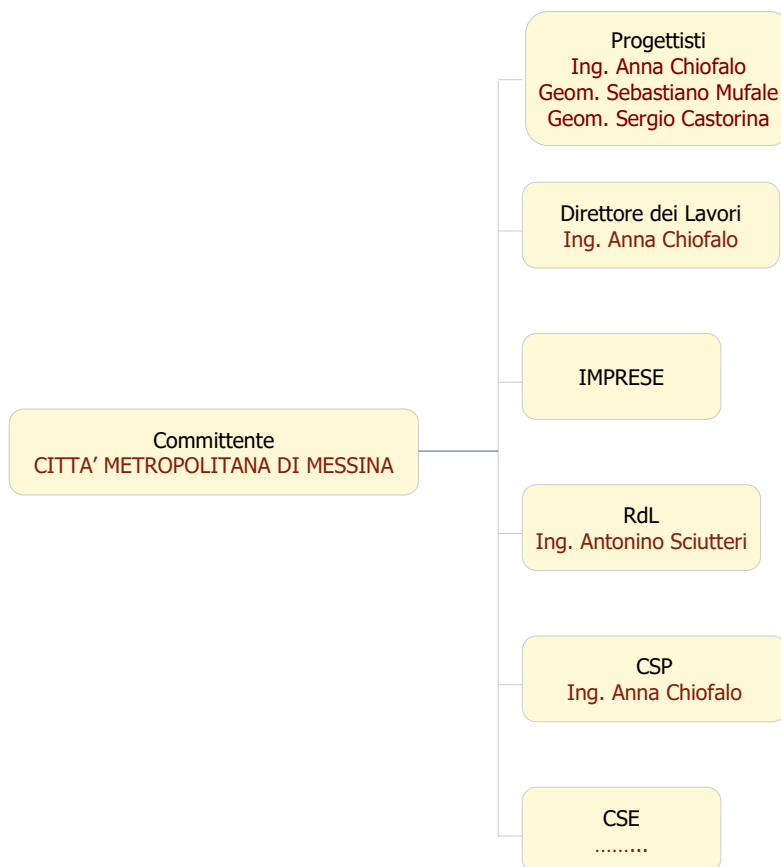 Progettisti
Ing. Anna Chiofalo
Geom. Sebastiano Mufale
Geom. Sergio Castorina
Direttore dei Lavori
Ing. Anna Chiofalo
IMPRESE
Committente
CITTA’ METROPOLITANA DI MESSINA
RdL
Ing. Antonino Sciutteri
CSP
Ing. Anna Chiofalo
CSE
………